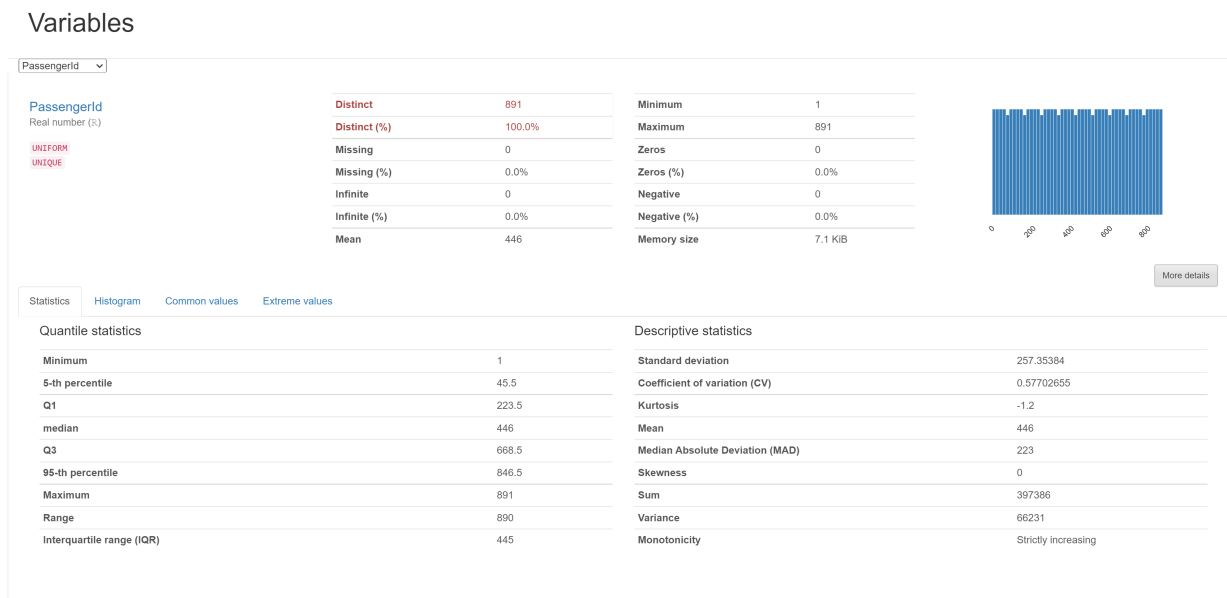 Variables
PassengerId
PassengerId
Real number (ℝ)
UNIFORM
UNIQUE
Distinct 891
Distinct (%) 100.0%
Missing 0
Missing (%) 0.0%
Infinite 0
Infinite (%) 0.0%
Mean 446
Minimum 1
Maximum 891
Zeros 0
Zeros (%) 0.0%
Negative 0
Negative (%) 0.0%
Memory size 7.1 KiB
0 200 400 600 800
More details
Statistics Histogram Common values Extreme values
Quantile statistics
Minimum 1
5-th percentile 45.5
Q1 223.5
median 446
Q3 668.5
95-th percentile 846.5
Maximum 891
Range 890
Interquartile range (IQR) 445
Descriptive statistics
Standard deviation 257.35384
Coefficient of variation (CV) 0.57702655
Kurtosis -1.2
Mean 446
Median Absolute Deviation (MAD) 223
Skewness 0
Sum 397386
Variance 66231
Monotonicity Strictly increasing